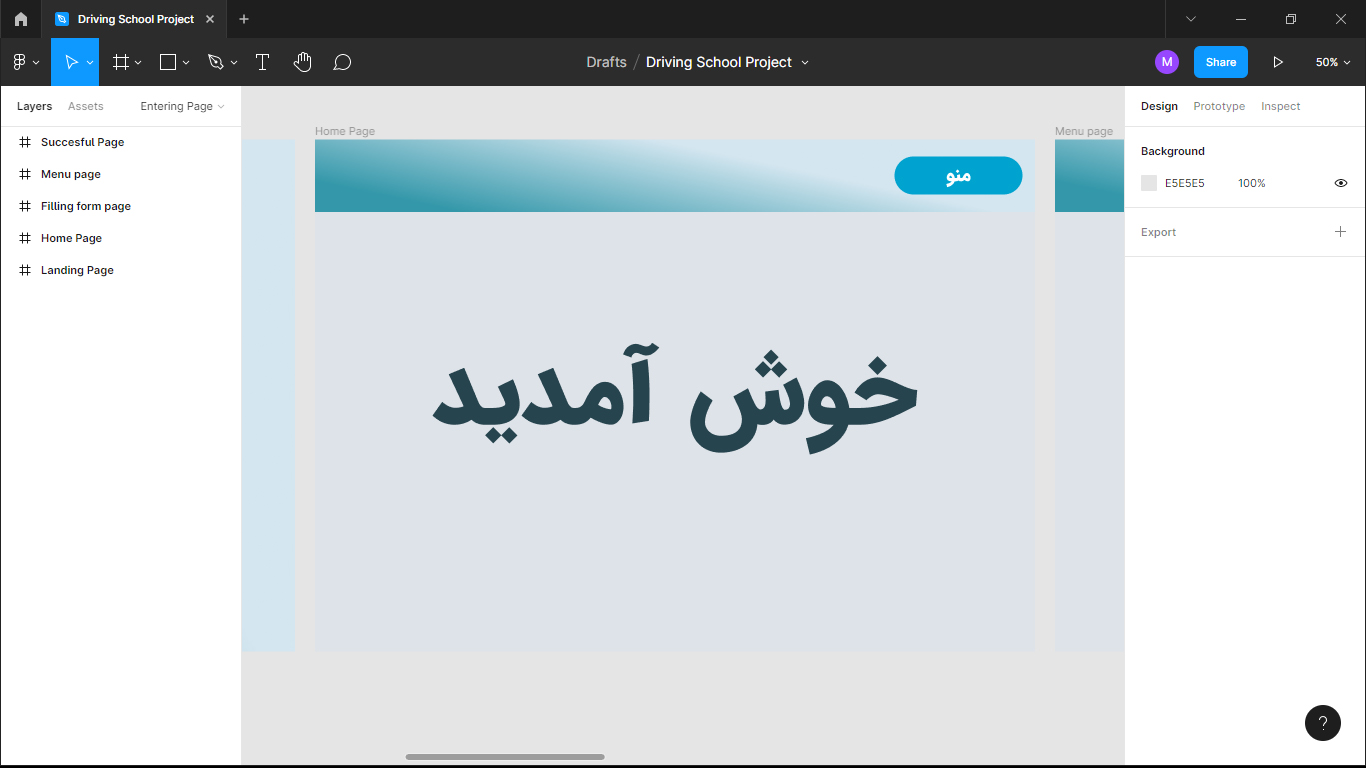 Driving School Project
Drafts / Driving School Project
M
Share
50%
Layers
Assets
Entering Page
Succesful Page
Menu page
Filling form page
Home Page
Landing Page
Home Page
منو
خوش آمدید
Menu page
Design
Prototype
Inspect
Background
E5E5E5
100%
Export
?